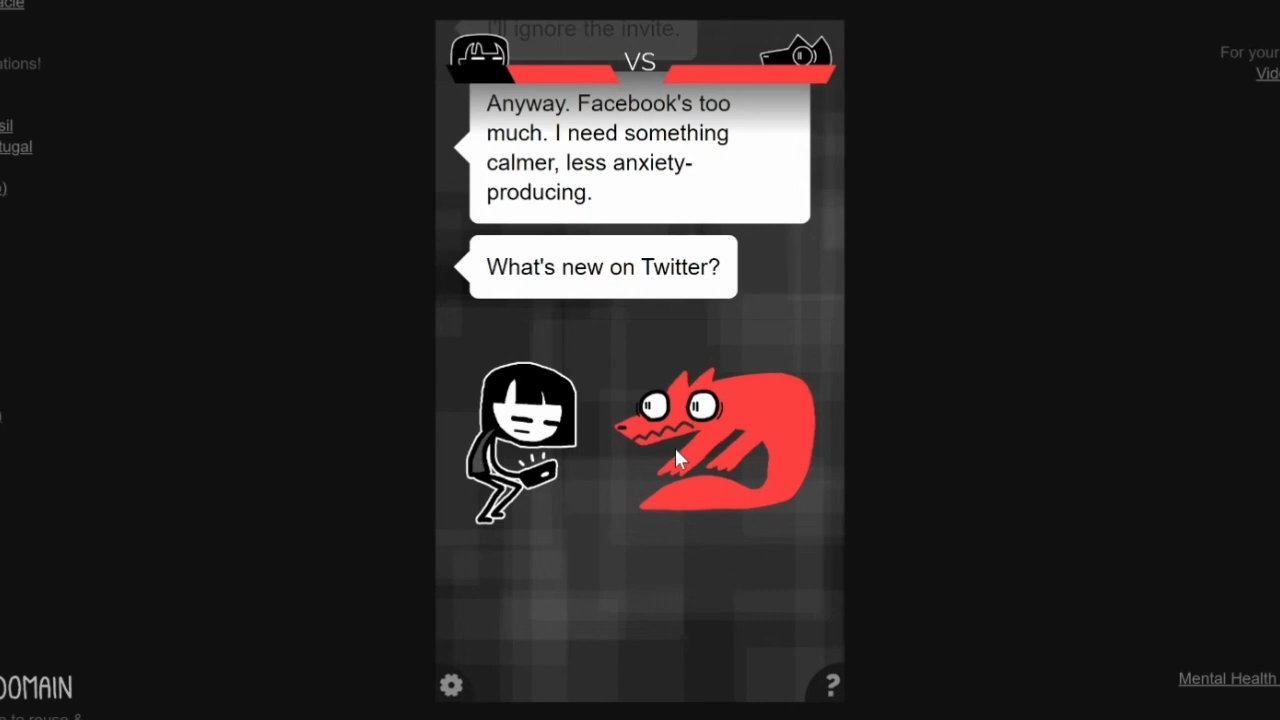 acle
I'll ignore the invite.
VS
ations!
For your
Vid
Anyway. Facebook's too
much. I need something
calmer, less anxiety-
producing.
sil
tugal
What's new on Twitter?
?
Mental Health
DOMAIN